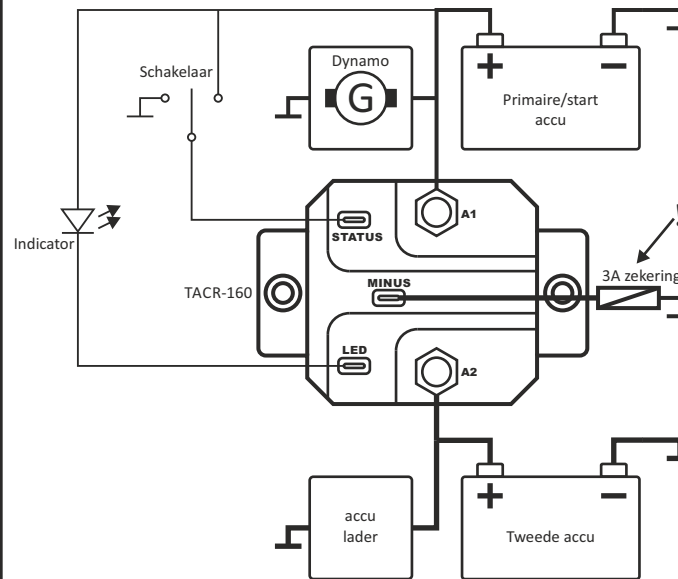 Dynamo
G
Schakelaar
Primaire/start
accu
+
−
A1
STATUS
Indicator
TACR-160
MINUS
3A zekering
LED
A2
+
−
accu
lader
Tweede accu